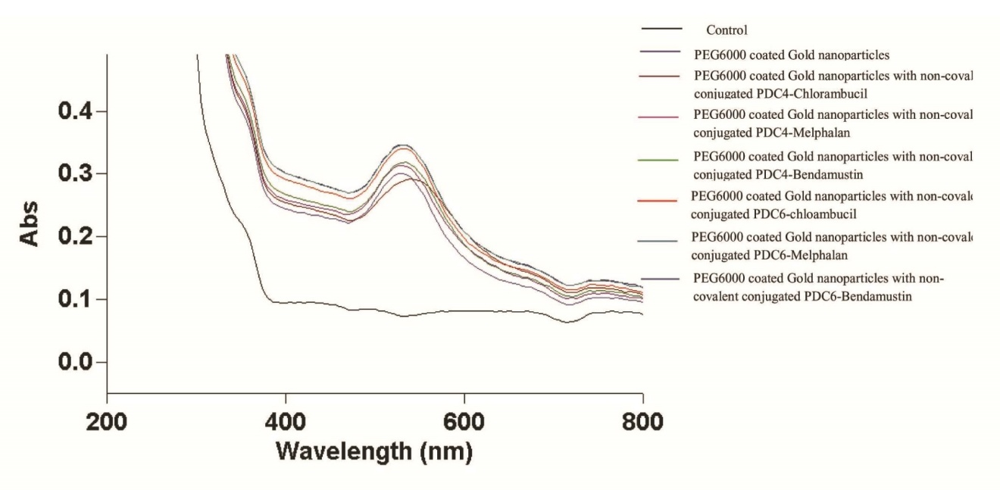 Control
PEG6000 coated Gold nanoparticles
PEG6000 coated Gold nanoparticles with non-coval
conjugated PDC4-Chlorambucil
PEG6000 coated Gold nanoparticles with non-coval
conjugated PDC4-Melphalan
PEG6000 coated Gold nanoparticles with non-coval
conjugated PDC4-Bendamustin
PEG6000 coated Gold nanoparticles with non-covale
conjugated PDC6-chloambucil
PEG6000 coated Gold nanoparticles with non-covale
conjugated PDC6-Melphalan
PEG6000 coated Gold nanoparticles with non-
covalent conjugated PDC6-Bendamustin
0.4
0.3
0.2
0.1
0.0
Abs
200 400 600 800
Wavelength (nm)